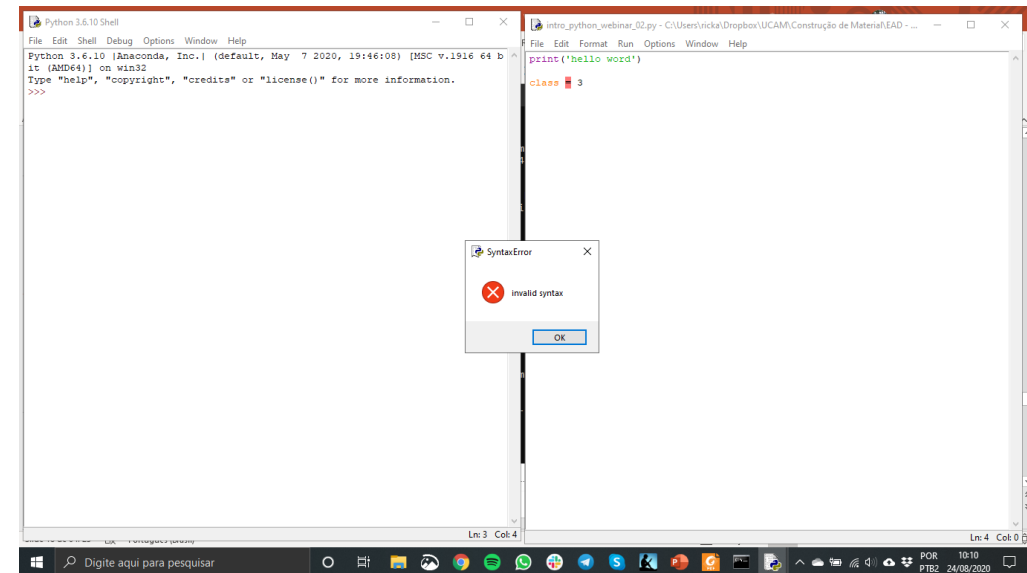 Python 3.6.10 Shell
File Edit Shell Debug Options Window Help
Python 3.6.10 |Anaconda, Inc.| (default, May  7 2020, 19:46:08) [MSC v.1916 64 b
it (AMD64)] on win32
Type "help", "copyright", "credits" or "license()" for more information.
>>>
Ln: 3 Col: 4
intro_python_webinar_02.py - C:\Users\ricka\Dropbox\UCAM\Construção de Material\EAD - ...
File Edit Format Run Options Window Help
print('hello word')
class = 3
Ln: 4 Col: 0
SyntaxError
invalid syntax
OK
Digite aqui para pesquisar
POR
PTB2
10:10
24/08/2020